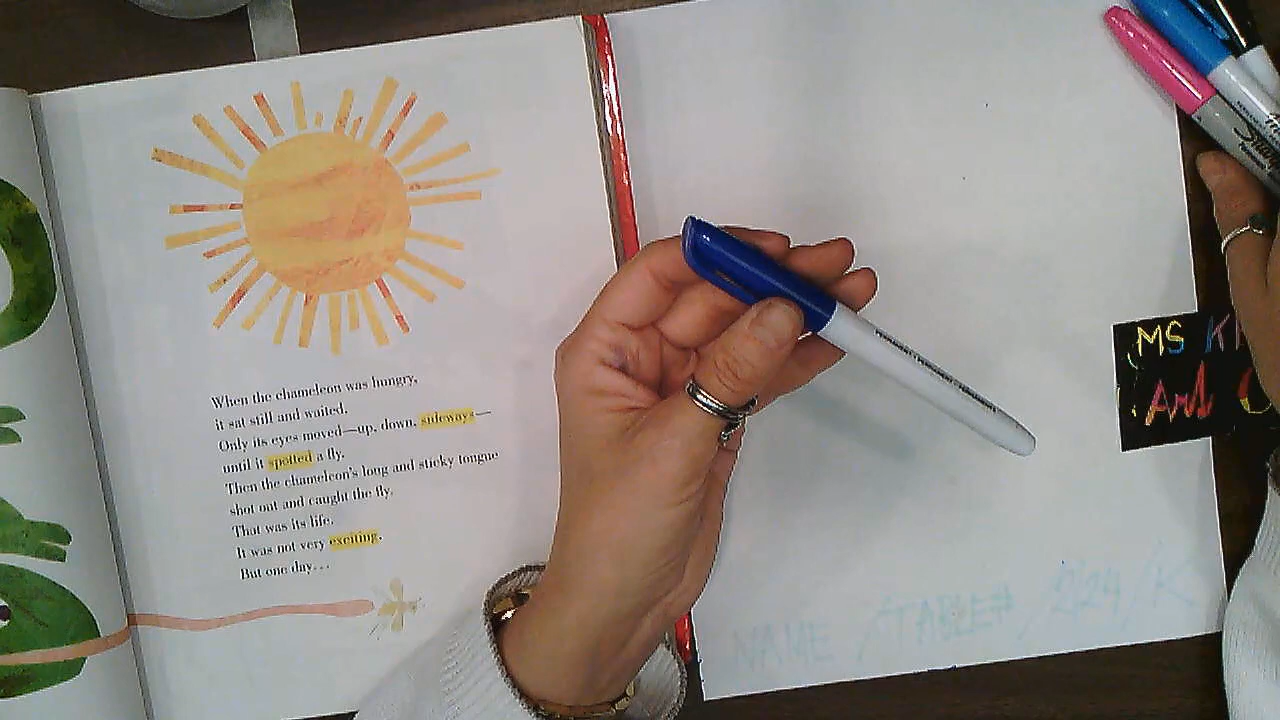 When the chameleon was hungry,
it sat still and waited.
Only its eyes moved—up, down, sideways—
until it spotted a fly.
Then the chameleon's long and sticky tongue
shot out and caught the fly.
That was its life.
It was not very exciting.
But one day...
MS
Art
NAME /TABLE# /2/24/K